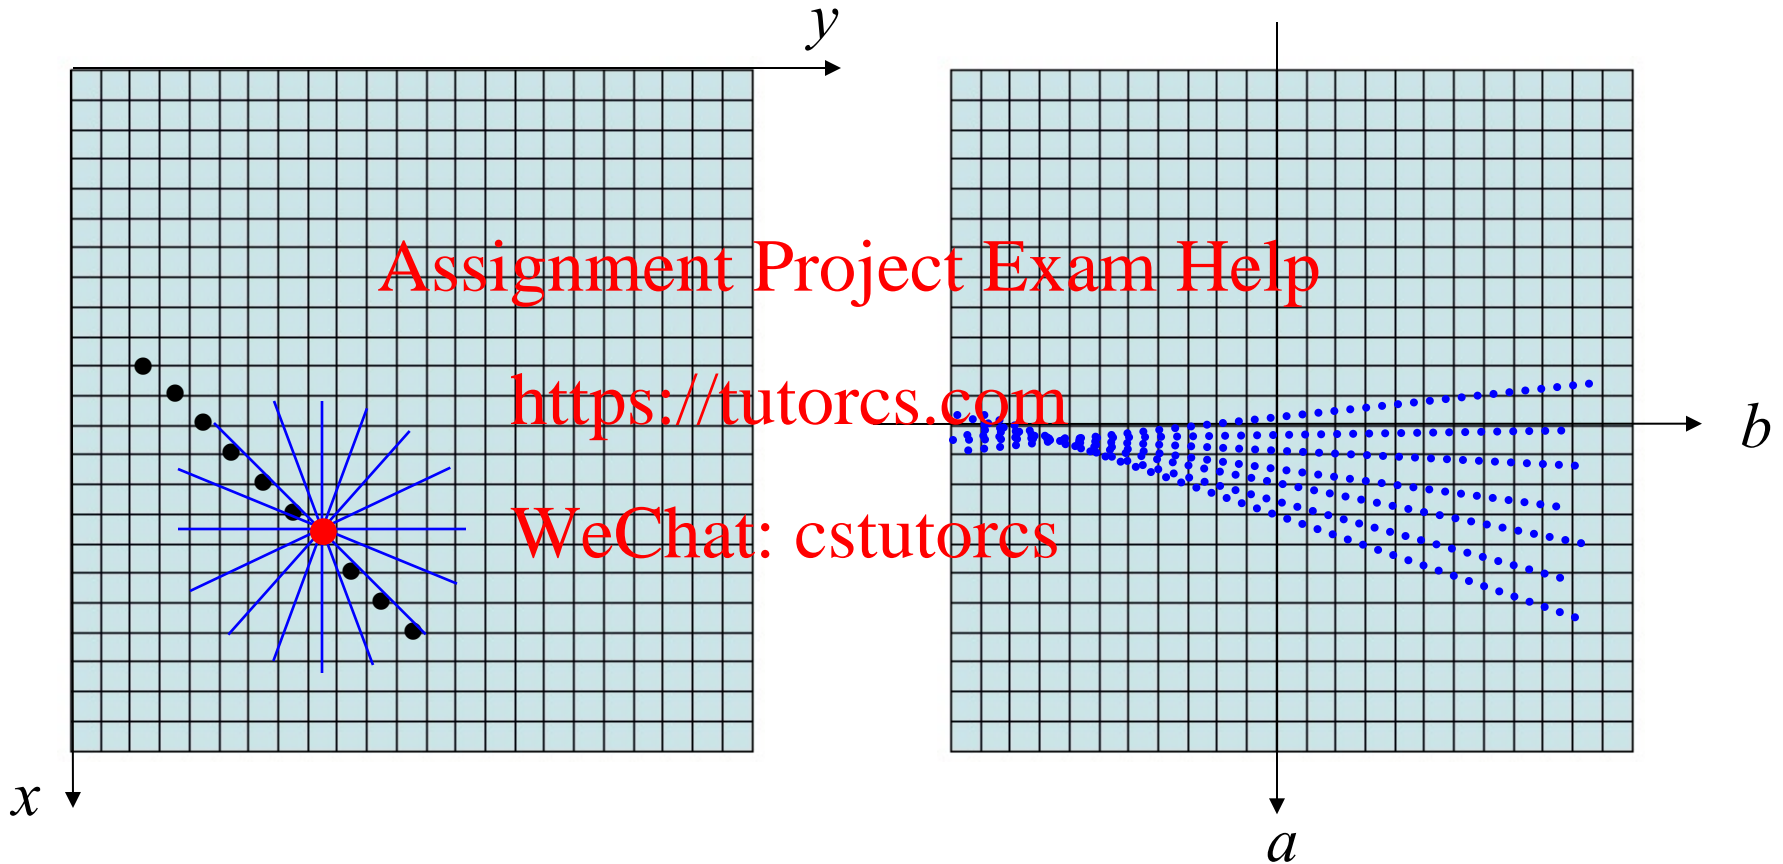 y
Assignment Project Exam Help
https://tutorcs.com
b
WeChat: cstutorcs
x
a